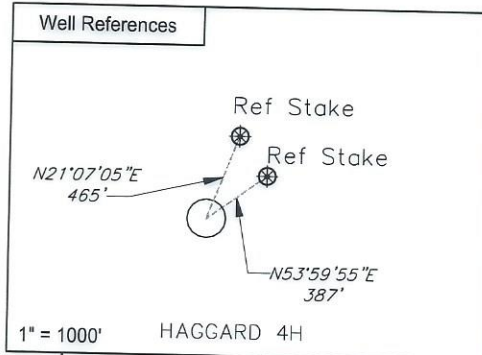 Well References
Ref Stake
Ref Stake
N21°07'05"E
465'
N53°59'55"E
387'
1" = 1000'
HAGGARD 4H